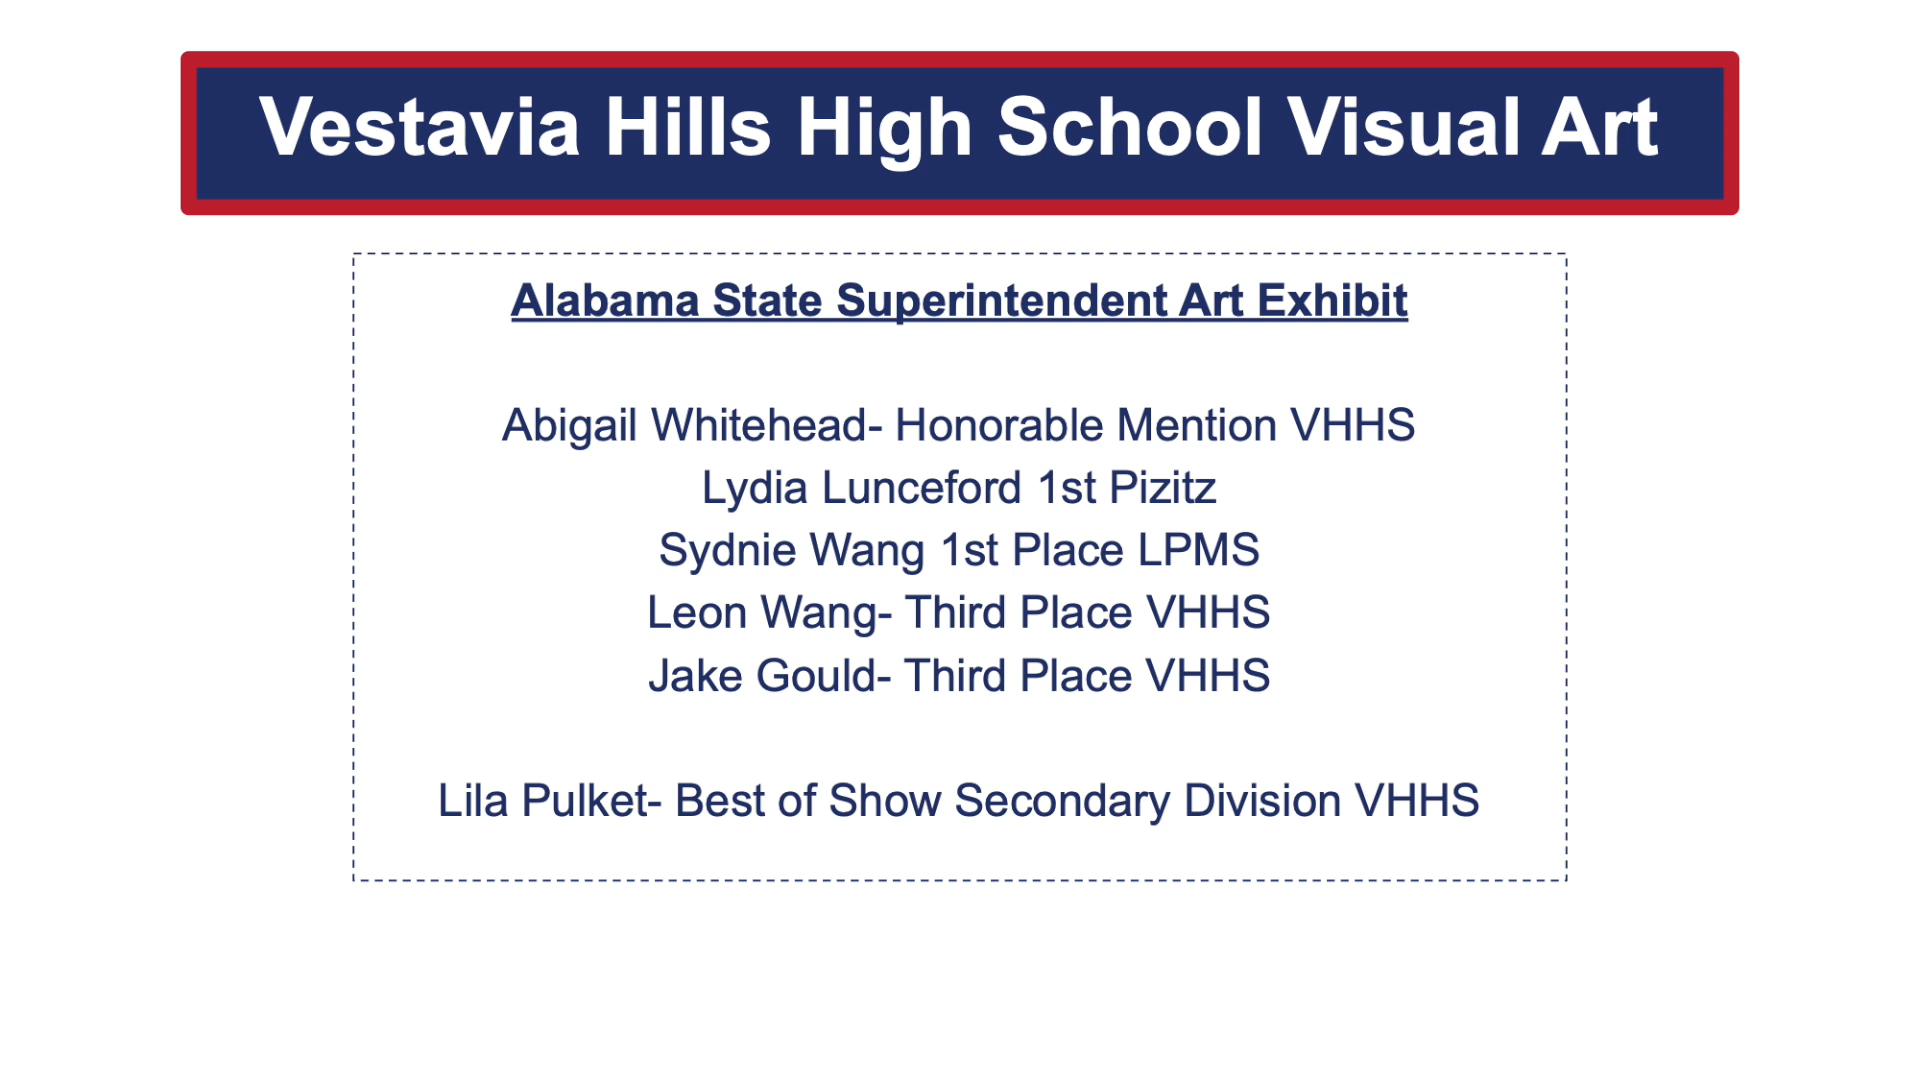 Vestavia Hills High School Visual Art
Alabama State Superintendent Art Exhibit
Abigail Whitehead- Honorable Mention VHHS
Lydia Lunceford 1st Pizitz
Sydnie Wang 1st Place LPMS
Leon Wang- Third Place VHHS
Jake Gould- Third Place VHHS
Lila Pulket- Best of Show Secondary Division VHHS